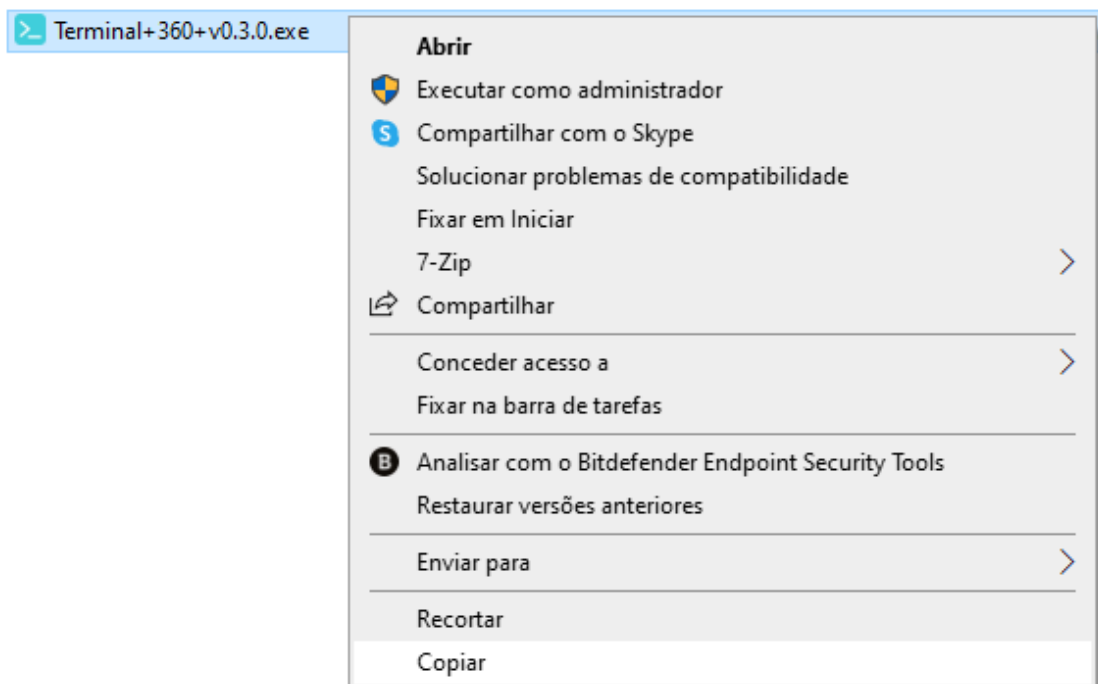 Terminal+360+v0.3.0.exe
Abrir
Executar como administrador
Compartilhar com o Skype
Solucionar problemas de compatibilidade
Fixar em Iniciar
7-Zip
Compartilhar
Conceder acesso a
Fixar na barra de tarefas
Analisar com o Bitdefender Endpoint Security Tools
Restaurar versões anteriores
Enviar para
Recortar
Copiar